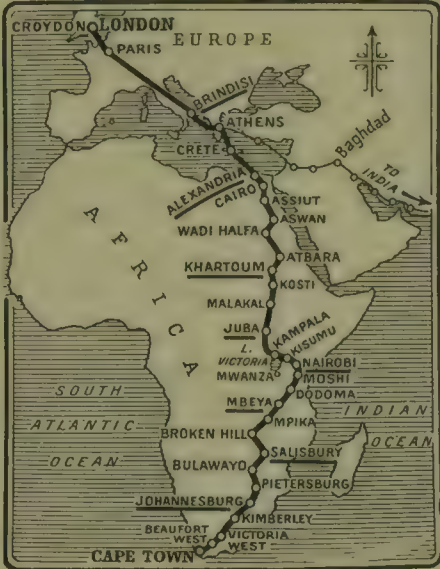 CROYDON
LONDON
PARIS
EUROPE
BRINDISI
ATHENS
CRETE
Baghdad
TO
INDIA
ALEXANDRIA
CAIRO
ASSIUT
ASWAN
WADI HALFA
AFRICA
ATBARA
KHARTOUM
KOSTI
MALAKAL
JUBA
KAMPALA
KISUMU
L.
VICTORIA
NAIROBI
MWANZA
MOSHI
DODOMA
MBEYA
MPIKA
SOUTH
ATLANTIC
OCEAN
INDIAN
OCEAN
BROKEN HILL
SALISBURY
BULAWAYO
PIETERSBURG
JOHANNESBURG
KIMBERLEY
BEAUFORT
WEST
VICTORIA
WEST
CAPE TOWN